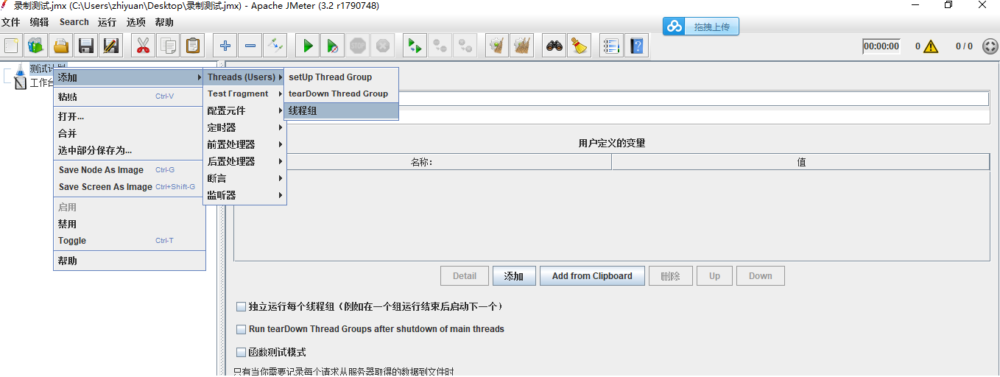 录制测试.jmx (C:\Users\zhiyuan\Desktop\录制测试.jmx) - Apache JMeter (3.2 r1790748)
文件 编辑 Search 运行 选项 帮助
拖拽上传
00:00:00 0 0 / 0
测试计划
工作台
添加
粘贴 Ctrl-V
打开...
合并
选中部分保存为...
Save Node As Image Ctrl-G
Save Screen As Image Ctrl+Shift-G
启用
禁用
Toggle Ctrl-T
帮助
Threads (Users)
Test Fragment
配置元件
定时器
前置处理器
后置处理器
断言
监听器
setUp Thread Group
tearDown Thread Group
线程组
用户定义的变量
名称: 值
Detail 添加 Add from Clipboard 删除 Up Down
独立运行每个线程组（例如在一个组运行结束后启动下一个）
Run tearDown Thread Groups after shutdown of main threads
函数测试模式
只有当你需要记录每个请求从服务器取得的数据到文件时